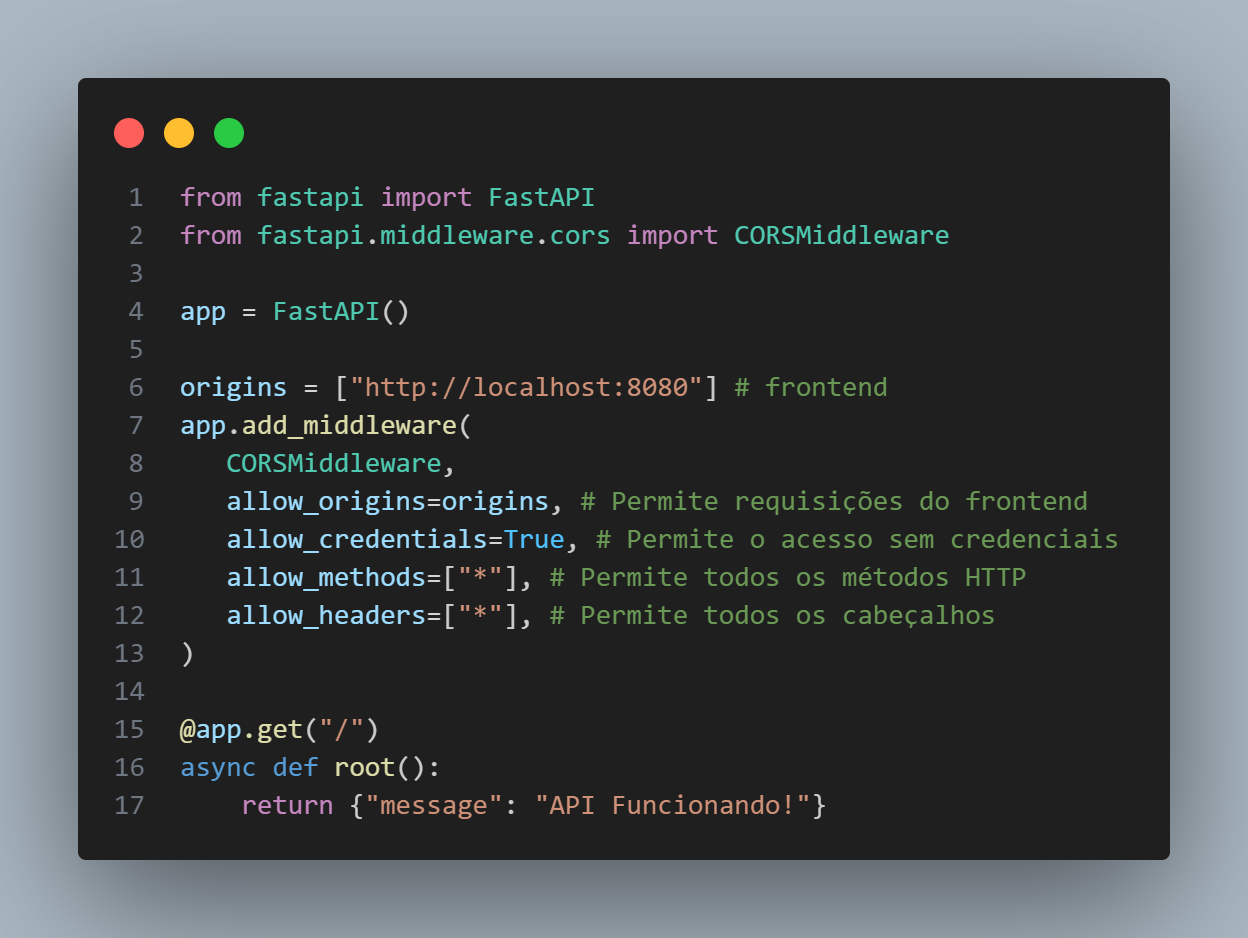 1 from fastapi import FastAPI
2 from fastapi.middleware.cors import CORSMiddleware
3
4 app = FastAPI()
5
6 origins = ["http://localhost:8080"] # frontend
7 app.add_middleware(
8    CORSMiddleware,
9    allow_origins=origins, # Permite requisições do frontend
10    allow_credentials=True, # Permite o acesso sem credenciais
11    allow_methods=["*"], # Permite todos os métodos HTTP
12    allow_headers=["*"], # Permite todos os cabeçalhos
13 )
14
15 @app.get("/")
16 async def root():
17     return {"message": "API Funcionando!"}